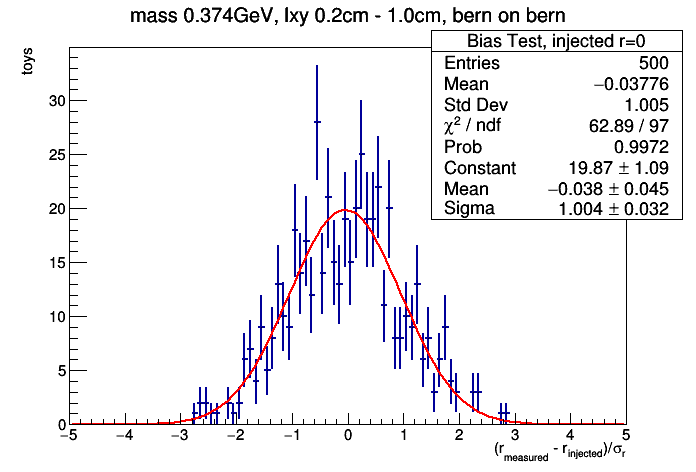 mass 0.374GeV, lxy 0.2cm - 1.0cm, bern on bern
toys
Bias Test, injected r=0
Entries 500
Mean −0.03776
Std Dev 1.005
χ² / ndf 62.89 / 97
Prob 0.9972
Constant 19.87 ± 1.09
Mean −0.038 ± 0.045
Sigma 1.004 ± 0.032
30
25
20
15
10
5
0
−5 −4 −3 −2 −1 0 1 2 3 4 5
(r_measured - r_injected)/σ_r